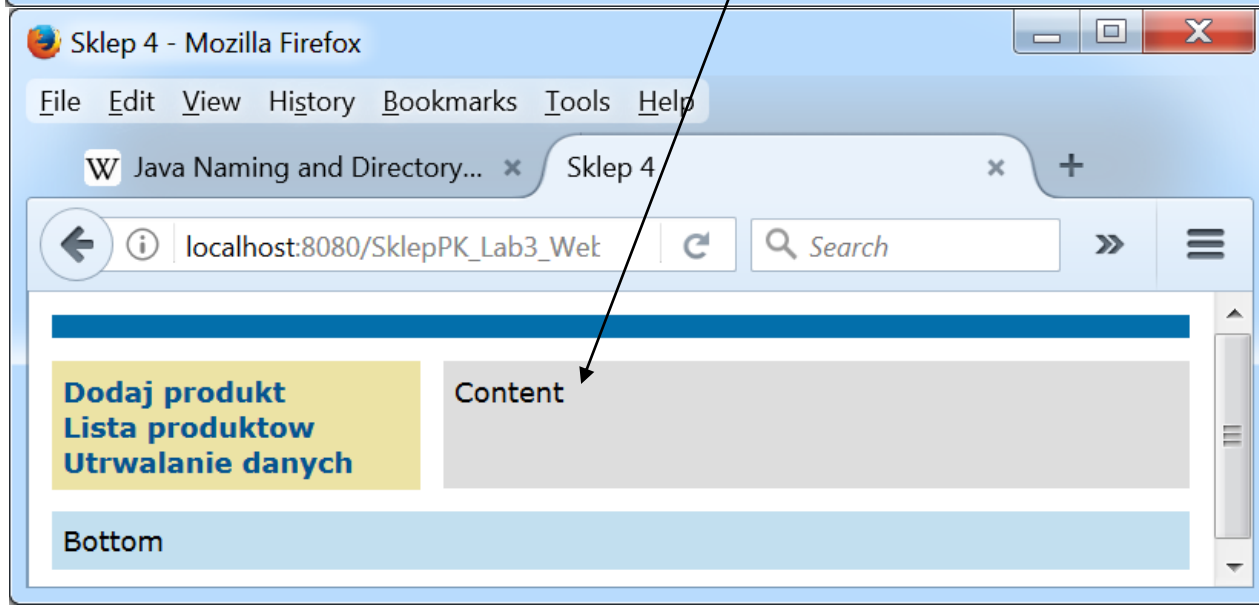 Sklep 4 - Mozilla Firefox
File Edit View History Bookmarks Tools Help
W Java Naming and Directory... × Sklep 4 × +
localhost:8080/SklepPK_Lab3_Web Search
Dodaj produkt
Lista produktow
Utrwalanie danych
Content
Bottom